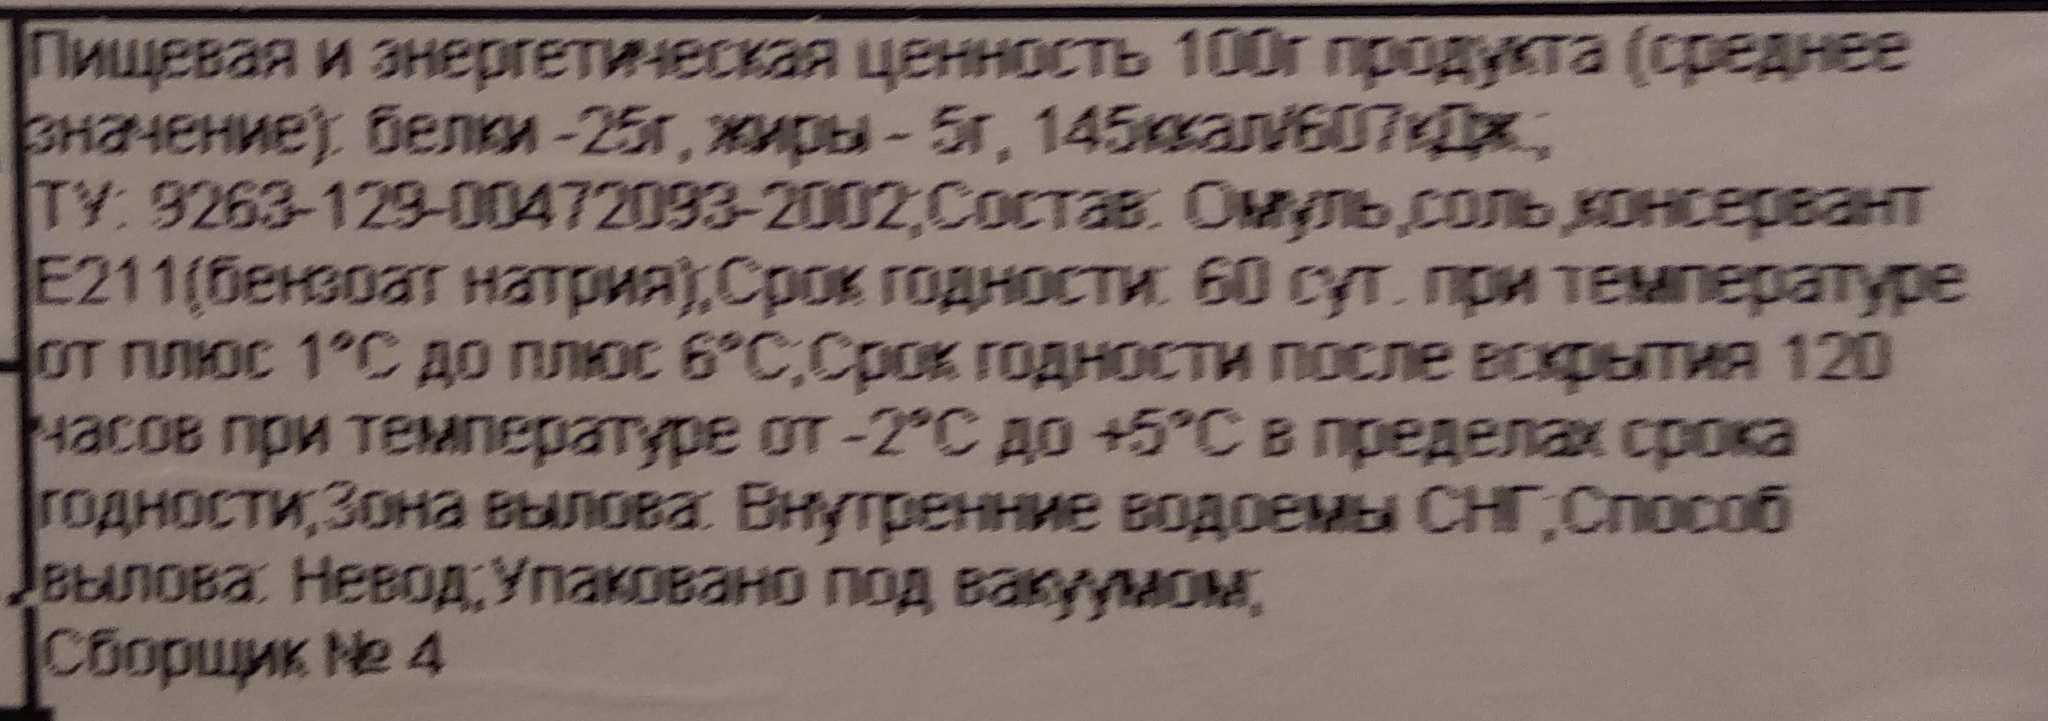 Пищевая и энергетическая ценность 100г продукта (среднее
значение): белки -25г, жиры - 5г, 145ккал/607кДж.;
ТУ: 9263-129-00472093-2002;Состав: Омуль,соль,консервант
Е211(бензоат натрия);Срок годности: 60 сут. при температуре
от плюс 1°С до плюс 6°С;Срок годности после вскрытия 120
часов при температуре от -2°С до +5°С в пределах срока
годности;Зона вылова: Внутренние водоемы СНГ;Способ
вылова: Невод;Упаковано под вакуумом;
Сборщик № 4